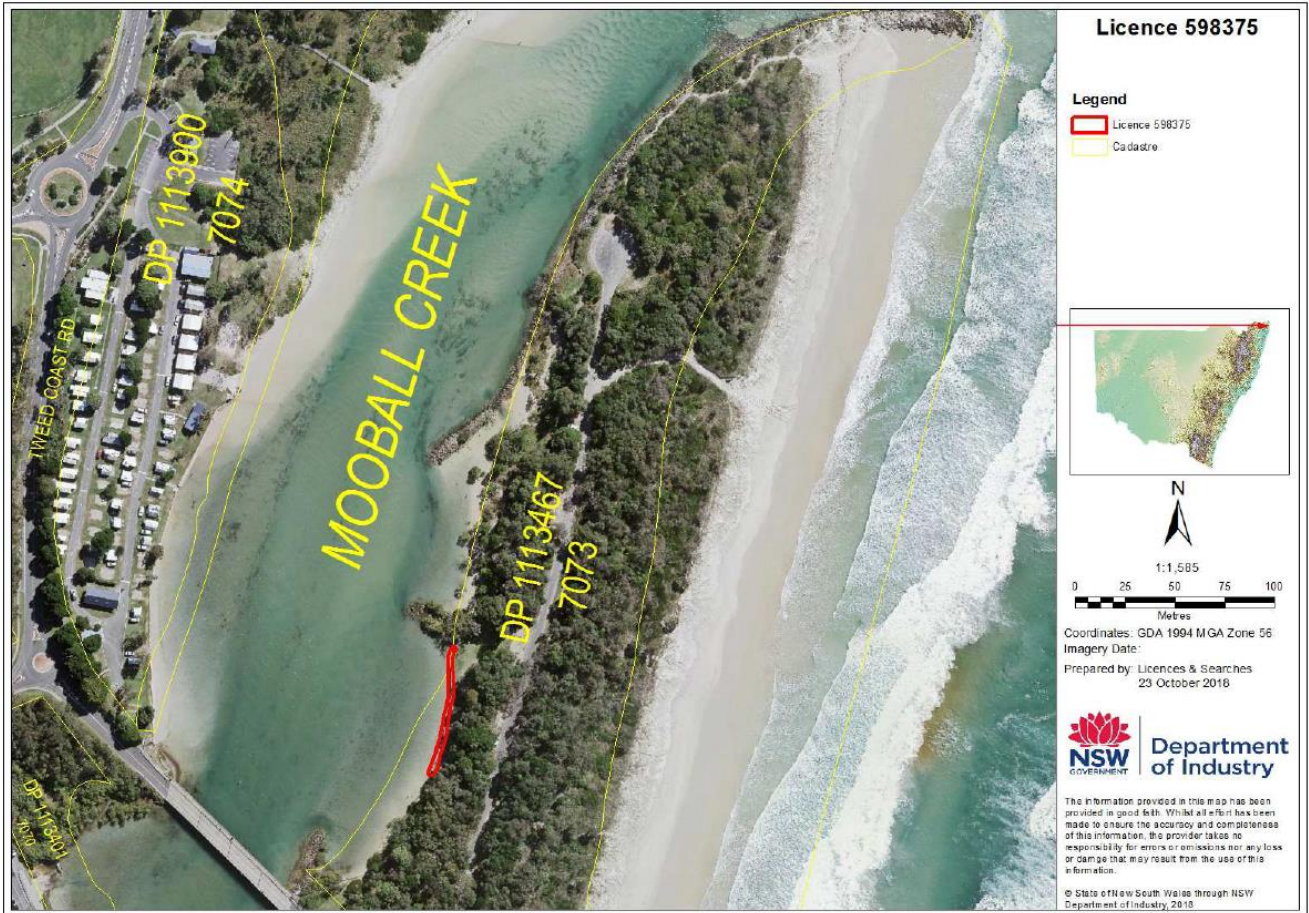 Licence 598375
Legend
Licence 598375
Cadastre
N
1:1,585
0 25 50 75 100
Metres
Coordinates: GDA 1994 MGA Zone 56
Imagery Date:
Prepared by: Licences & Searches
23 October 2018
NSW
GOVERNMENT
Department
of Industry
The information provided in this map has been
provided in good faith. Whilst all effort has been
made to ensure the accuracy and completeness
of this information, the provider takes no
responsibility for errors or omissions nor any loss
or damge that may result from the use of this
information.
© State of New South Wales through NSW
Department of Industry, 2018
DP 1113900
7074
TWEED COAST RD
MOOBALL CREEK
DP 1113467
7073
DP 1113401
7070